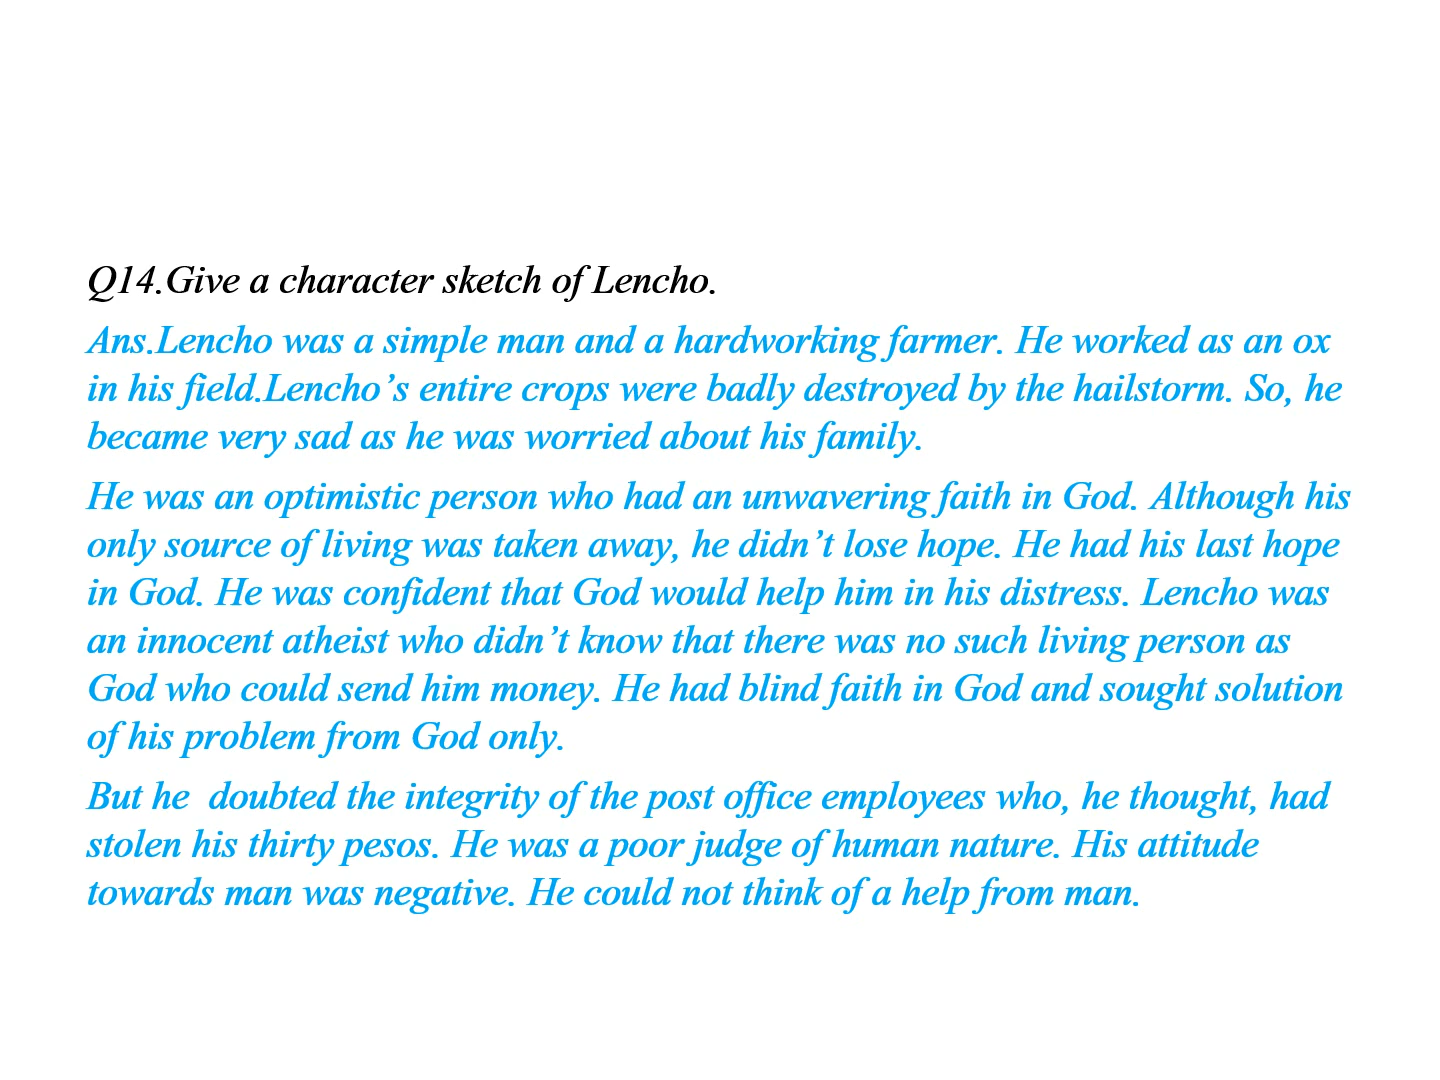 Q14.Give a character sketch of Lencho.
Ans.Lencho was a simple man and a hardworking farmer. He worked as an ox
in his field.Lencho’s entire crops were badly destroyed by the hailstorm. So, he
became very sad as he was worried about his family.
He was an optimistic person who had an unwavering faith in God. Although his
only source of living was taken away, he didn’t lose hope. He had his last hope
in God. He was confident that God would help him in his distress. Lencho was
an innocent atheist who didn’t know that there was no such living person as
God who could send him money. He had blind faith in God and sought solution
of his problem from God only.
But he  doubted the integrity of the post office employees who, he thought, had
stolen his thirty pesos. He was a poor judge of human nature. His attitude
towards man was negative. He could not think of a help from man.